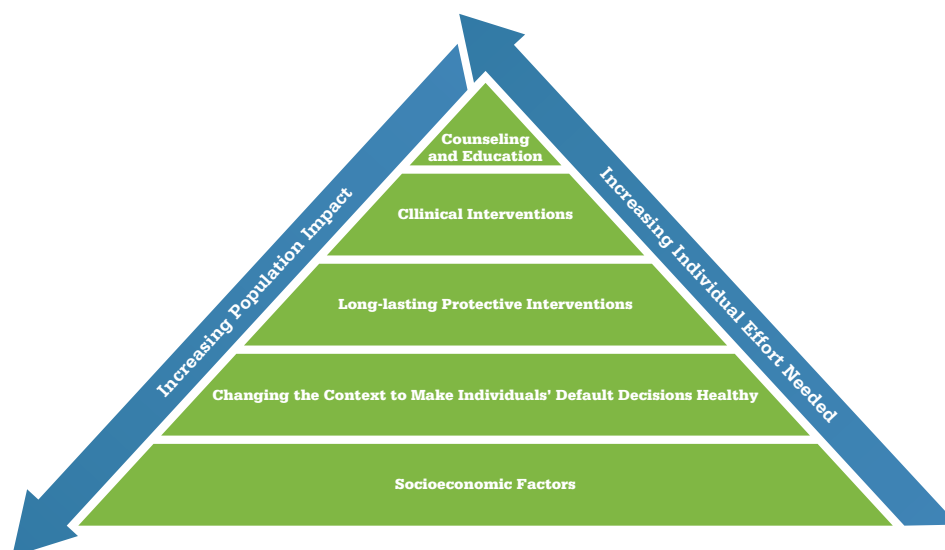 Counseling
and Education
Cllinical Interventions
Increasing Population Impact
Increasing Individual Effort Needed
Long-lasting Protective Interventions
Changing the Context to Make Individuals’ Default Decisions Healthy
Socioeconomic Factors